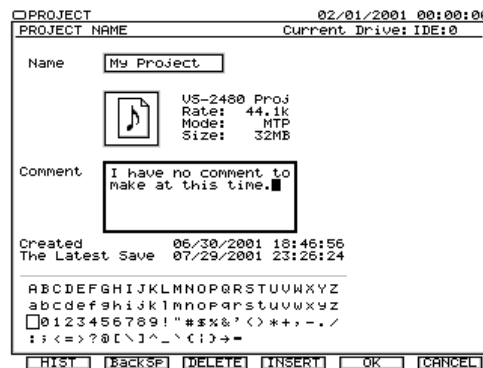 PROJECT 02/01/2001 00:00:00
PROJECT NAME Current Drive:IDE:0
Name My Project
VS-2480 Proj
Rate: 44.1k
Mode: MTP
Size: 32MB
Comment I have no comment to
make at this time.
Created 06/30/2001 18:46:56
The Latest Save 07/29/2001 23:26:24
ABCDEFGHIJKLMNOPQRSTUVWXYZ
abcdefghijklmnopqrstuvwxyz
0123456789!"#$%&'()*+,-./
:;<=>?@[\]^_`{|}→←
HIST BackSP DELETE INSERT OK CANCEL